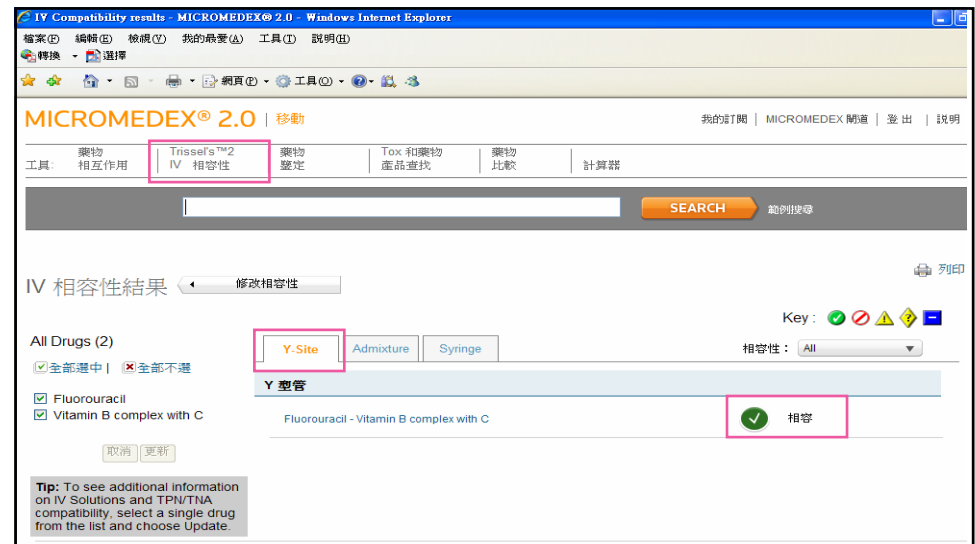 IV Compatibility results - MICROMEDEX® 2.0 - Windows Internet Explorer
檔案(F) 編輯(E) 檢視(V) 我的最愛(A) 工具(T) 說明(H)
轉換 選擇
網頁(P) 工具(O)
MICROMEDEX® 2.0 | 移動
我的訂閱 | MICROMEDEX 閘道 | 登出 | 說明
工具: 藥物 相互作用 | Trissel's™2 IV 相容性 | 藥物 鑒定 | Tox 和藥物 產品查找 | 藥物 比較 | 計算器
SEARCH 範例搜尋
列印
IV 相容性結果 修改相容性
Key:
All Drugs (2)
Y-Site Admixture Syringe 相容性： All
全部選中 | 全部不選
Y 型管
Fluorouracil
Vitamin B complex with C
Fluorouracil - Vitamin B complex with C 相容
取消 更新
Tip: To see additional information
on IV Solutions and TPN/TNA
compatibility, select a single drug
from the list and choose Update.